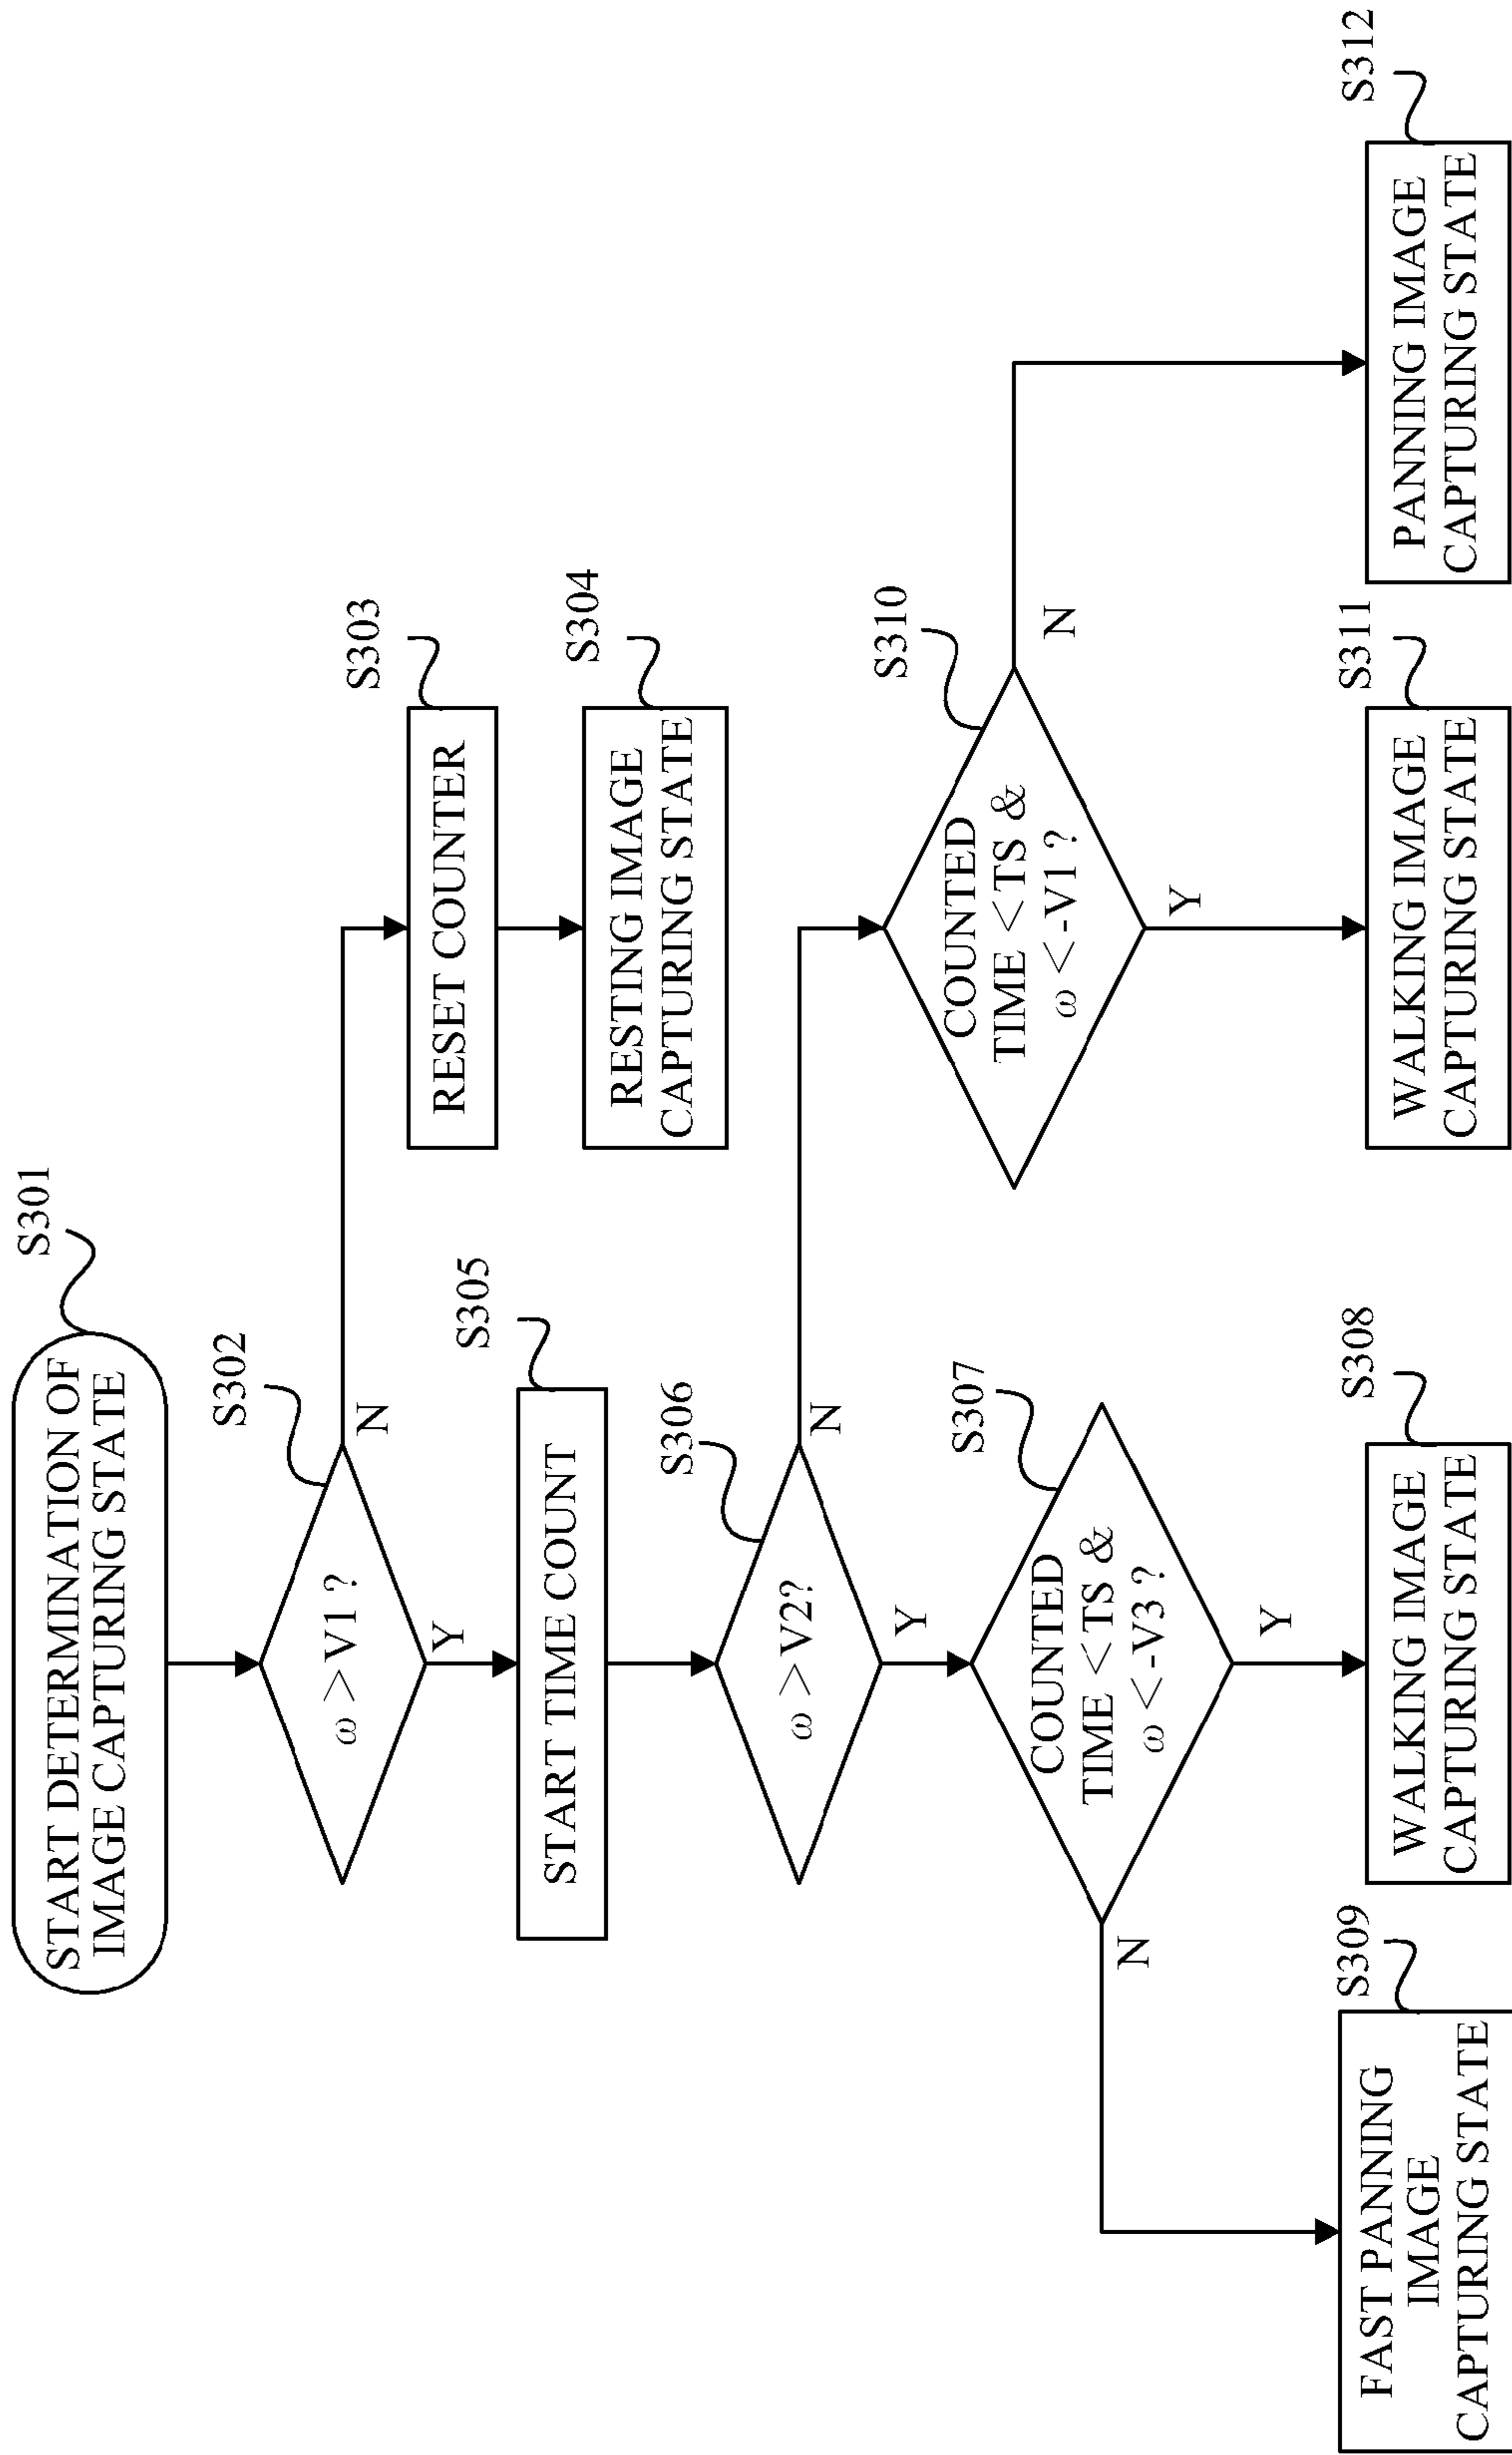 START DETERMINATION OF
IMAGE CAPTURING STATE
S301
ω > V1 ?
S302
N
Y
RESET COUNTER
S303
RESTING IMAGE
CAPTURING STATE
S304
START TIME COUNT
S305
ω > V2?
S306
N
Y
COUNTED
TIME < TS &
ω < -V3 ?
S307
N
Y
COUNTED
TIME < TS &
ω < -V1 ?
S310
N
Y
FAST PANNING
IMAGE
CAPTURING STATE
S309
WALKING IMAGE
CAPTURING STATE
S308
WALKING IMAGE
CAPTURING STATE
S311
PANNING IMAGE
CAPTURING STATE
S312